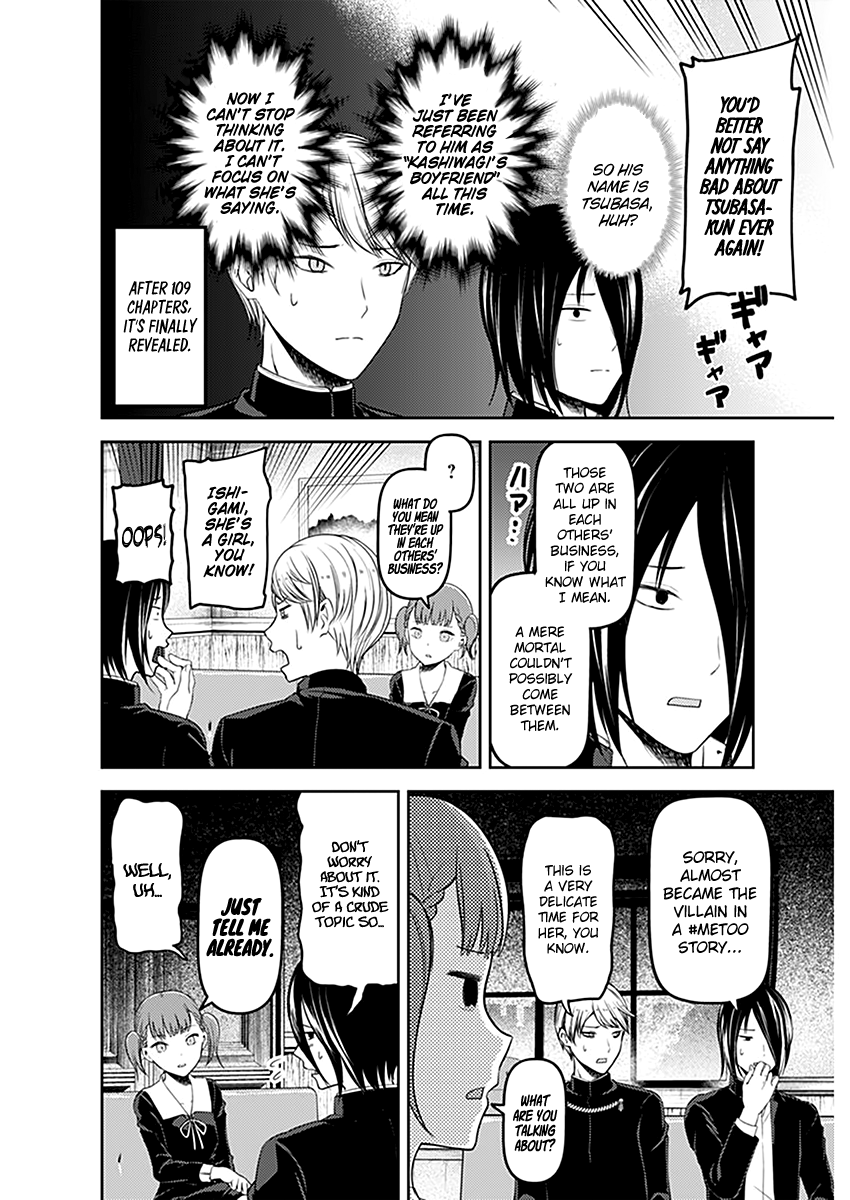 YOU'D
BETTER
NOT SAY
ANYTHING
BAD ABOUT
TSUBASA-
KUN EVER
AGAIN!
ギャァ
ギャァ
SO HIS
NAME IS
TSUBASA,
HUH?
I'VE
JUST BEEN
REFERRING
TO HIM AS
"KASHIWAGI'S
BOYFRIEND"
ALL THIS
TIME.
NOW I
CAN'T STOP
THINKING
ABOUT IT.
I CAN'T
FOCUS ON
WHAT SHE'S
SAYING.
AFTER 109
CHAPTERS,
IT'S FINALLY
REVEALED.
THOSE
TWO ARE
ALL UP IN
EACH
OTHERS'
BUSINESS,
IF YOU
KNOW WHAT
I MEAN.
A MERE
MORTAL
COULDN'T
POSSIBLY
COME
BETWEEN
THEM.
ハァ…
?
WHAT DO
YOU MEAN
THEY'RE UP
IN EACH
OTHERS'
BUSINESS?
ISHI-
GAMI,
SHE'S
A GIRL,
YOU
KNOW!
OOPS!
SORRY,
ALMOST
BECAME THE
VILLAIN IN
A #METOO
STORY...
THIS IS
A VERY
DELICATE
TIME FOR
HER, YOU
KNOW.
WHAT
ARE YOU
TALKING
ABOUT?
DON'T
WORRY
ABOUT IT.
IT'S KIND
OF A CRUDE
TOPIC SO...
JUST
TELL ME
ALREADY.
WELL,
UH...